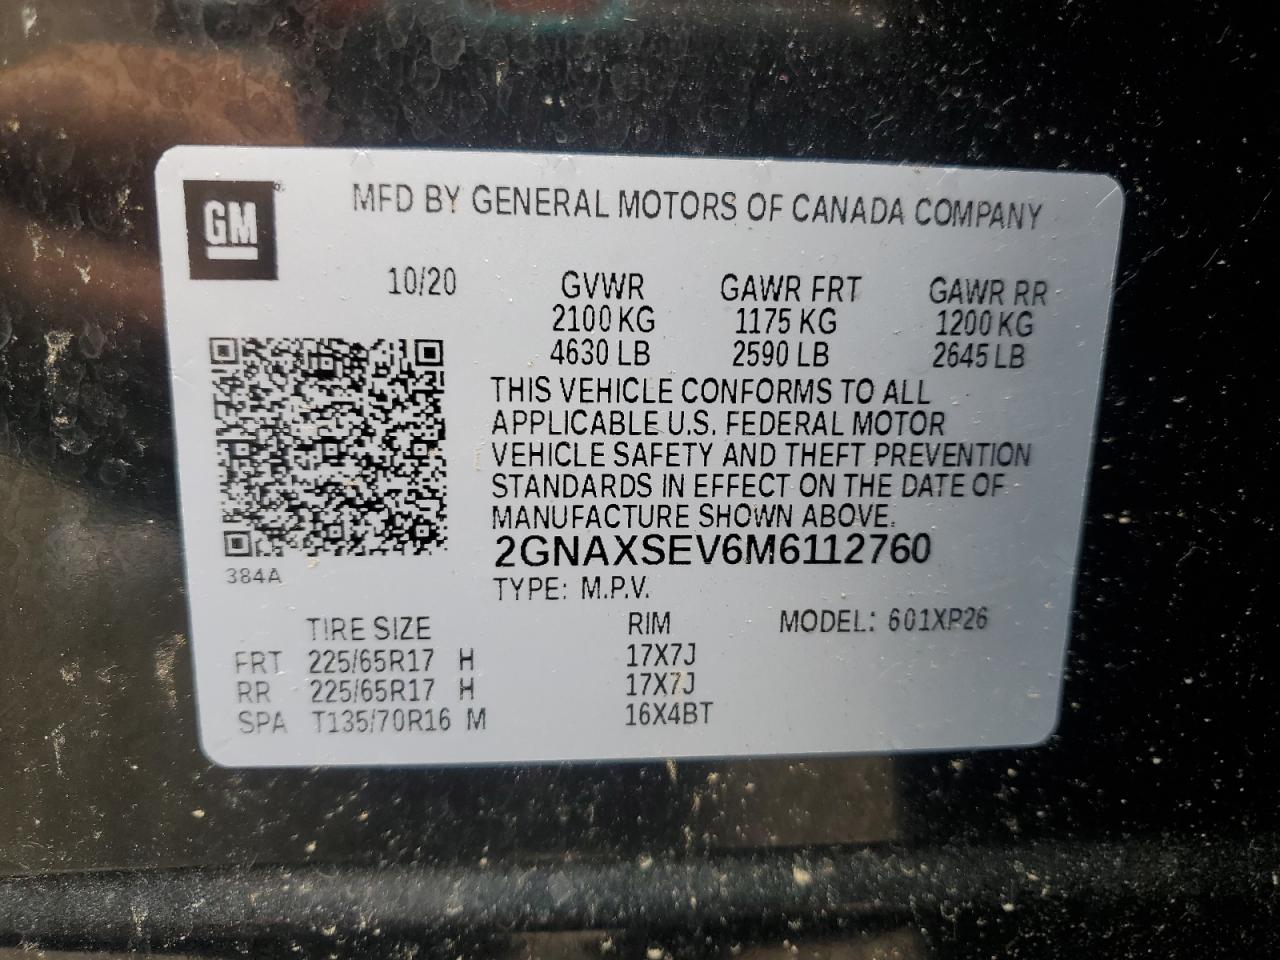 GM ®
MFD BY GENERAL MOTORS OF CANADA COMPANY
10/20 GVWR GAWR FRT GAWR RR
2100 KG 1175 KG 1200 KG
4630 LB 2590 LB 2645 LB
THIS VEHICLE CONFORMS TO ALL
APPLICABLE U.S. FEDERAL MOTOR
VEHICLE SAFETY AND THEFT PREVENTION
STANDARDS IN EFFECT ON THE DATE OF
MANUFACTURE SHOWN ABOVE.
2GNAXSEV6M6112760
384A
TYPE: M.P.V.
TIRE SIZE RIM MODEL: 601XP26
FRT 225/65R17 H 17X7J
RR 225/65R17 H 17X7J
SPA T135/70R16 M 16X4BT